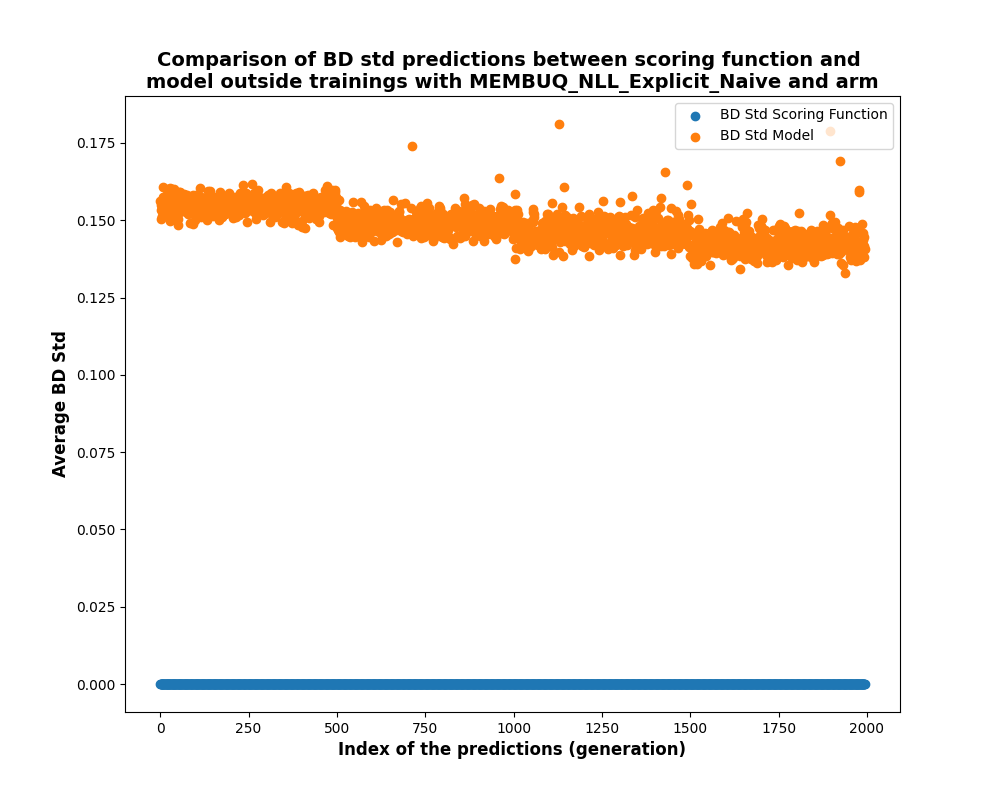 Comparison of BD std predictions between scoring function and
model outside trainings with MEMBUQ_NLL_Explicit_Naive and arm
BD Std Scoring Function
BD Std Model
0.175
0.150
0.125
0.100
0.075
0.050
0.025
0.000
Average BD Std
0 250 500 750 1000 1250 1500 1750 2000
Index of the predictions (generation)